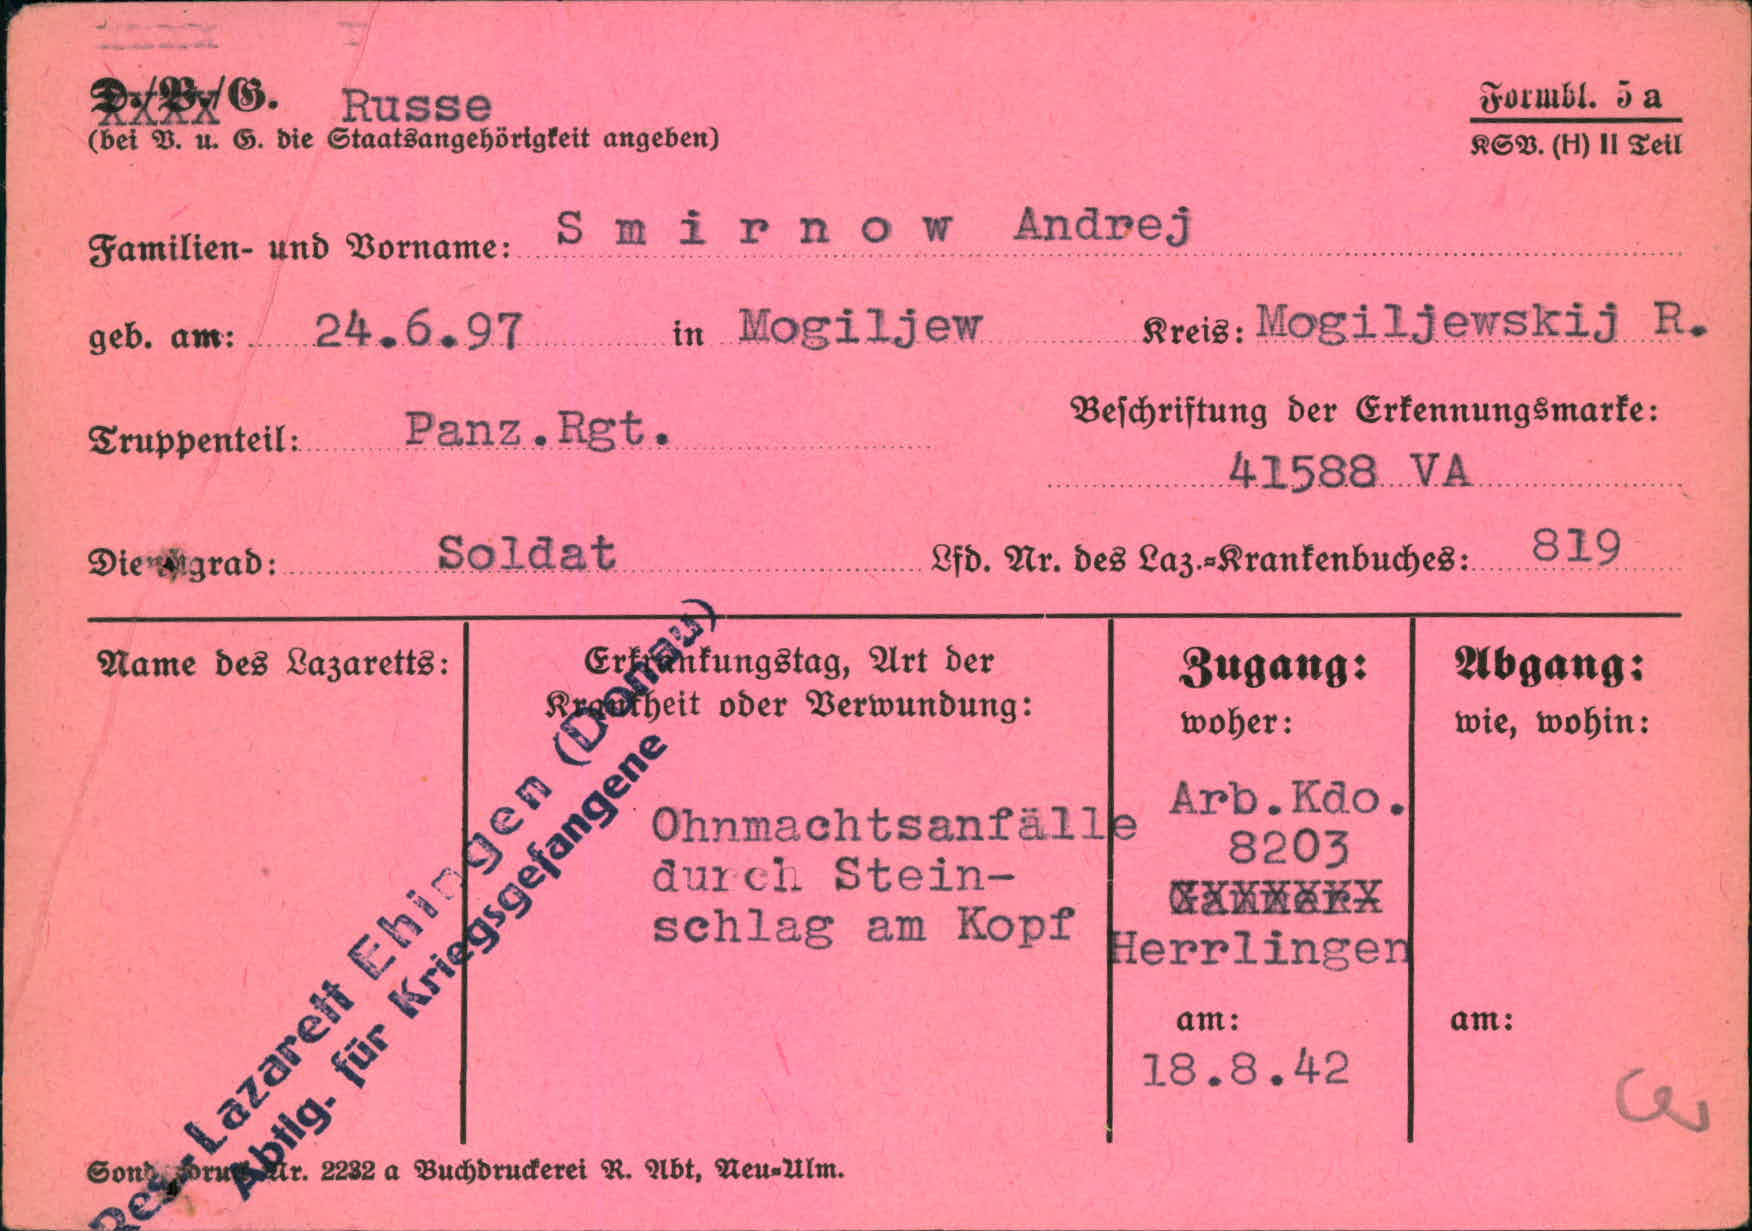 D./V./G. Russe
(bei V. u. G. die Staatsangehörigkeit angeben)
Formbl. 5 a
KSV. (H) II Teil
Familien- und Vorname: Smirnow Andrej
geb. am: 24.6.97 in Mogiljew Kreis: Mogiljewskij R.
Beschriftung der Erkennungsmarke:
Truppenteil: Panz.Rgt.
41588 VA
Dienstgrad: Soldat Lfd. Nr. des Laz.-Krankenbuches: 819
Name des Lazaretts:
Res.-Lazarett Ehingen (Donau)
Abtlg. für Kriegsgefangene
Erkrankungstag, Art der
Krankheit oder Verwundung:
Ohnmachtsanfälle
durch Stein-
schlag am Kopf
Zugang:
woher:
Arb.Kdo.
8203
Herrlingen
am:
18.8.42
Abgang:
wie, wohin:
am:
Sonderdruck Nr. 2232 a Buchdruckerei R. Abt, Neu-Ulm.